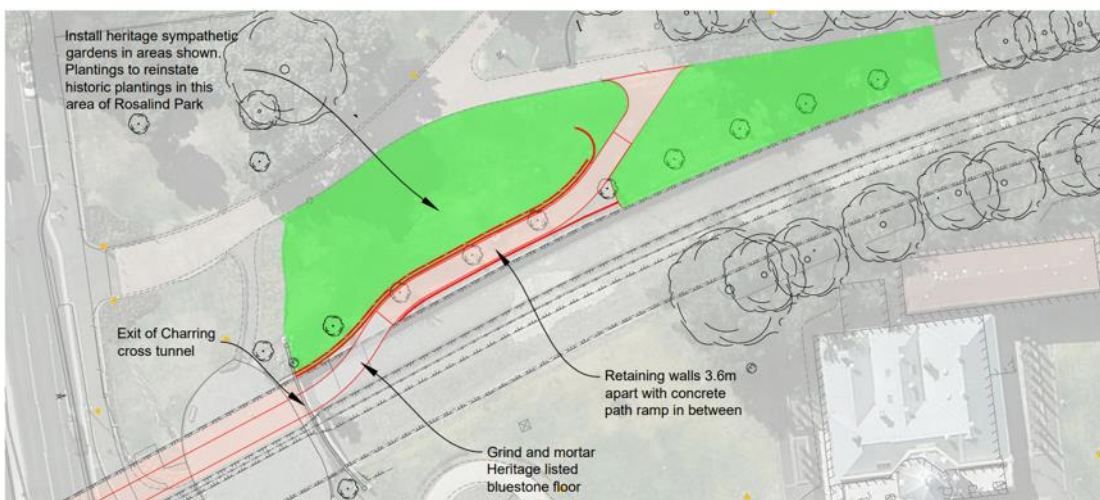 Install heritage sympathetic
gardens in areas shown.
Plantings to reinstate
historic plantings in this
area of Rosalind Park
Exit of Charring
cross tunnel
Retaining walls 3.6m
apart with concrete
path ramp in between
Grind and mortar
Heritage listed
bluestone floor